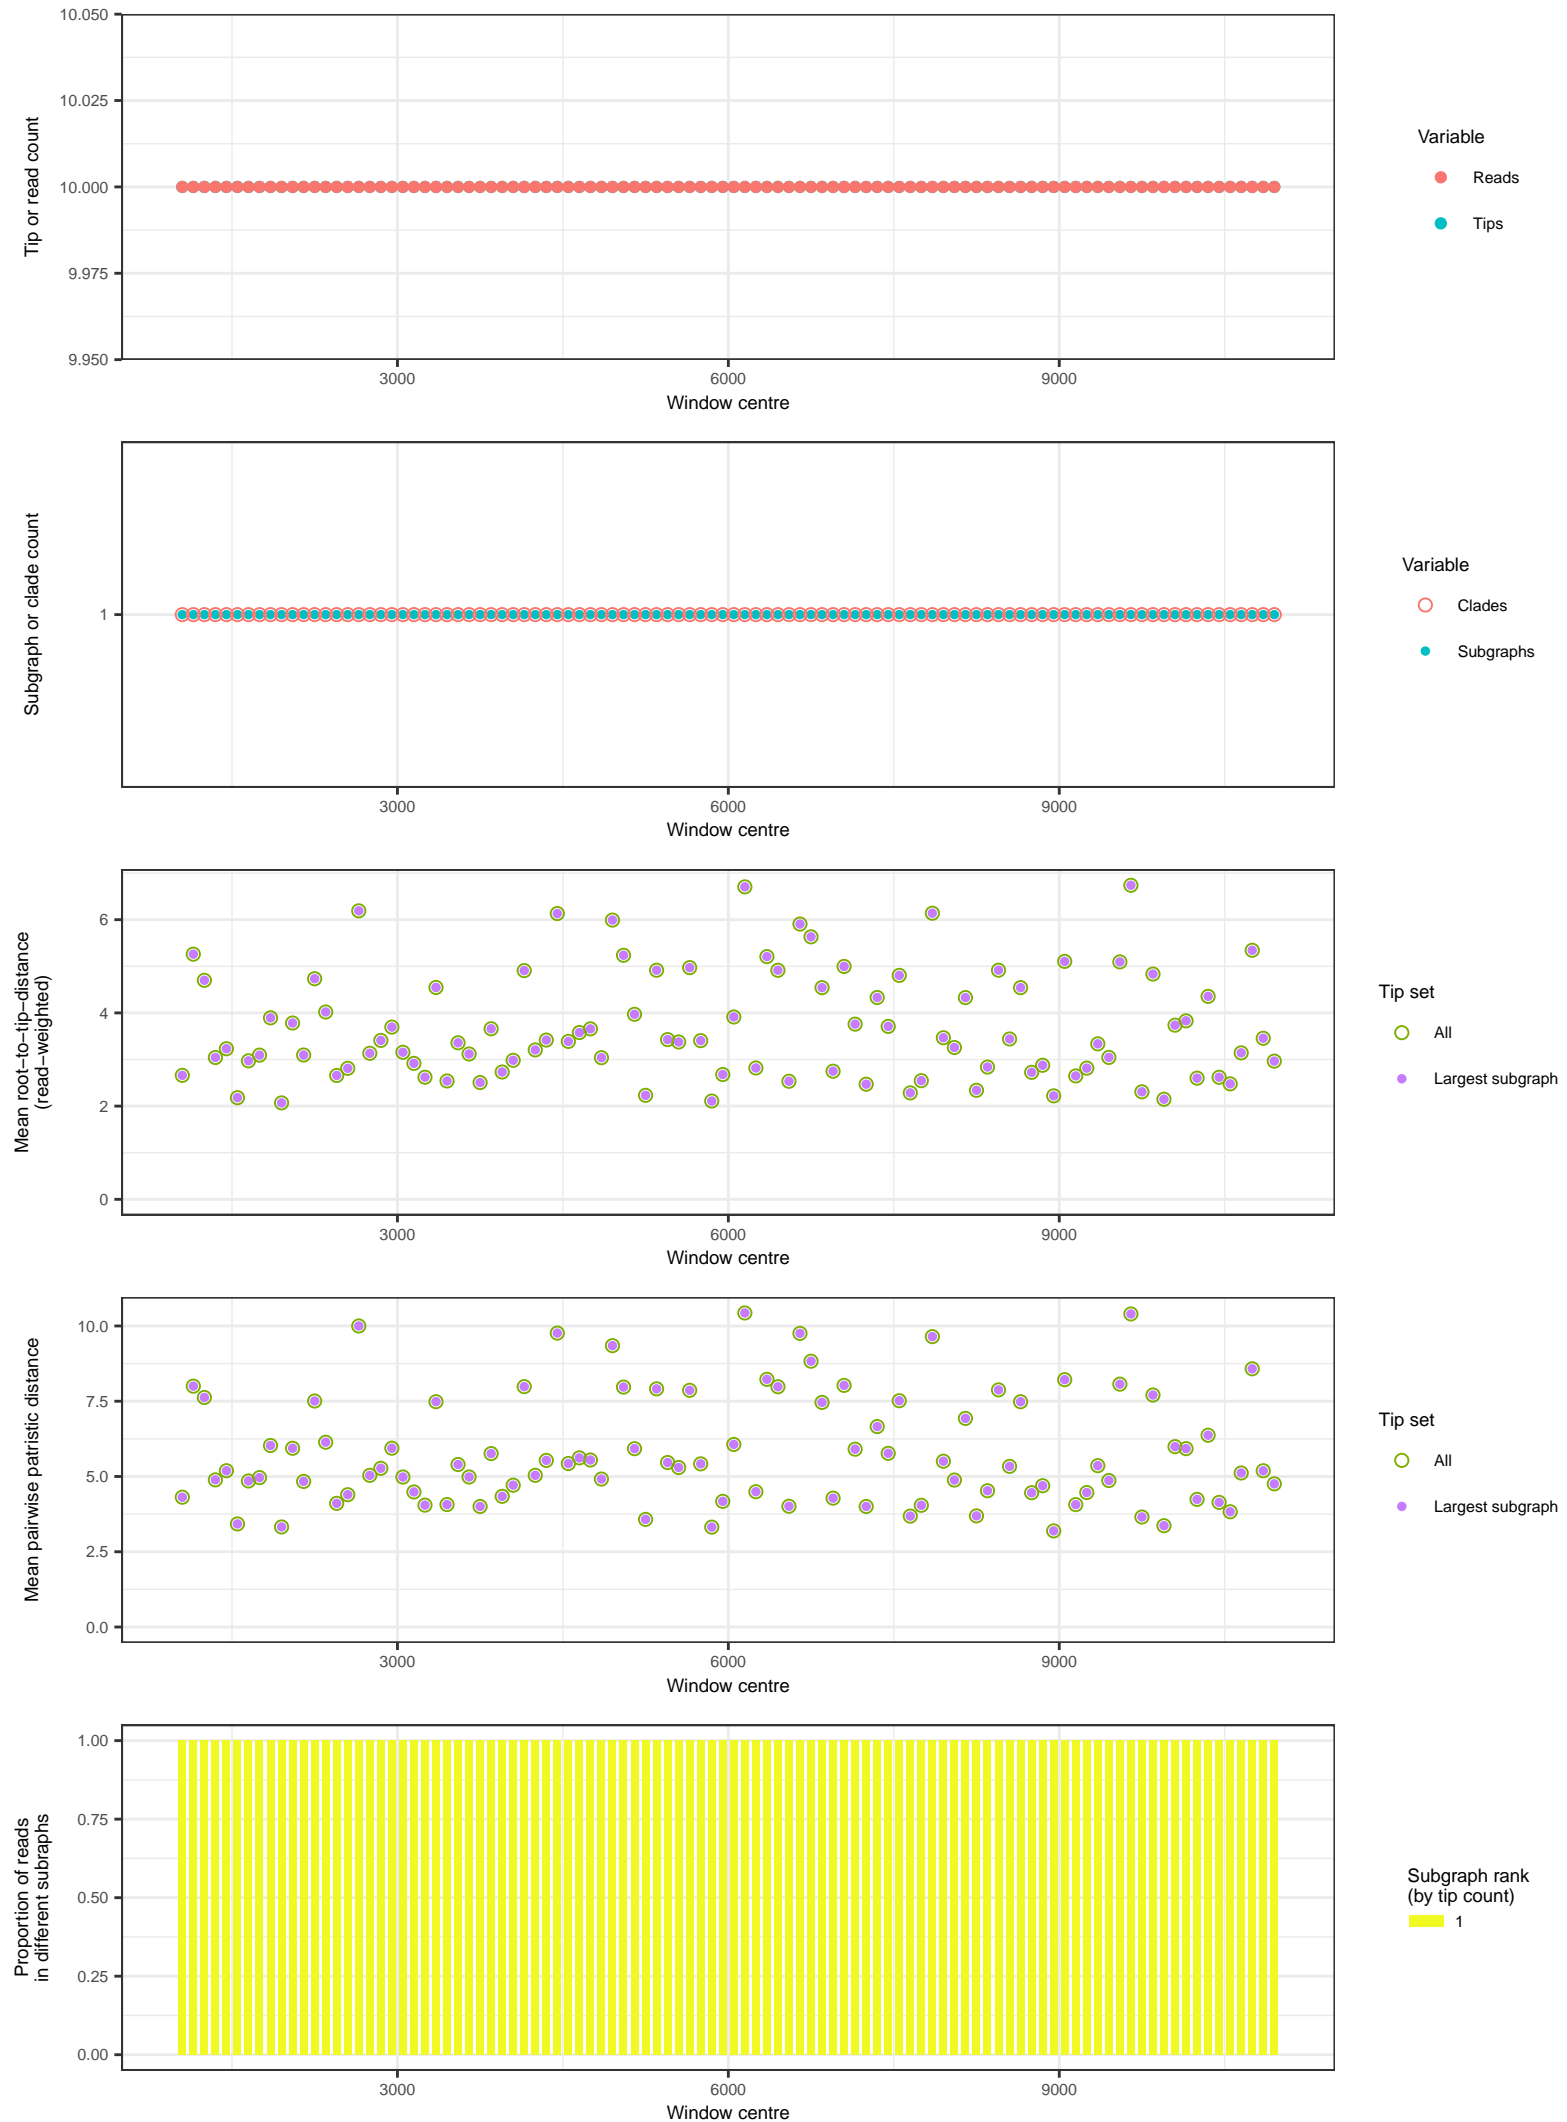 10.050
10.025
10.000
9.975
9.950
Tip or read count
3000 6000 9000
Window centre
Variable
Reads
Tips
1
Subgraph or clade count
3000 6000 9000
Window centre
Variable
Clades
Subgraphs
6
4
2
0
Mean root−to−tip−distance
(read−weighted)
3000 6000 9000
Window centre
Tip set
All
Largest subgraph
10.0
7.5
5.0
2.5
0.0
Mean pairwise patristic distance
3000 6000 9000
Window centre
Tip set
All
Largest subgraph
1.00
0.75
0.50
0.25
0.00
Proportion of reads
in different subraphs
3000 6000 9000
Window centre
Subgraph rank
(by tip count)
1